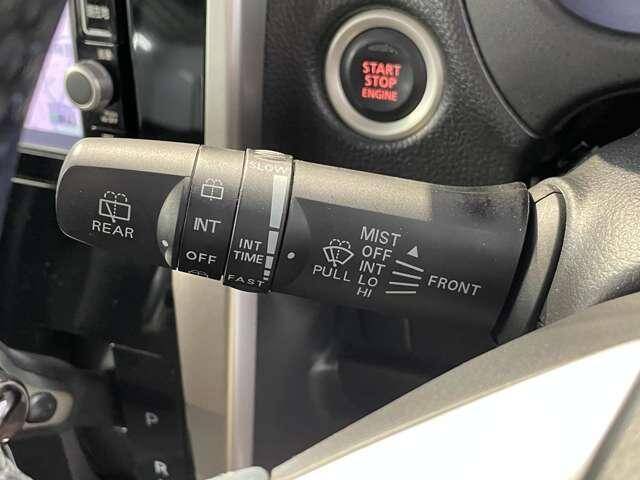 START
STOP
ENGINE
REAR
INT
OFF
SLOW
INT
TIME
FAST
PULL
MIST
OFF
INT
LO
HI
FRONT
P
R